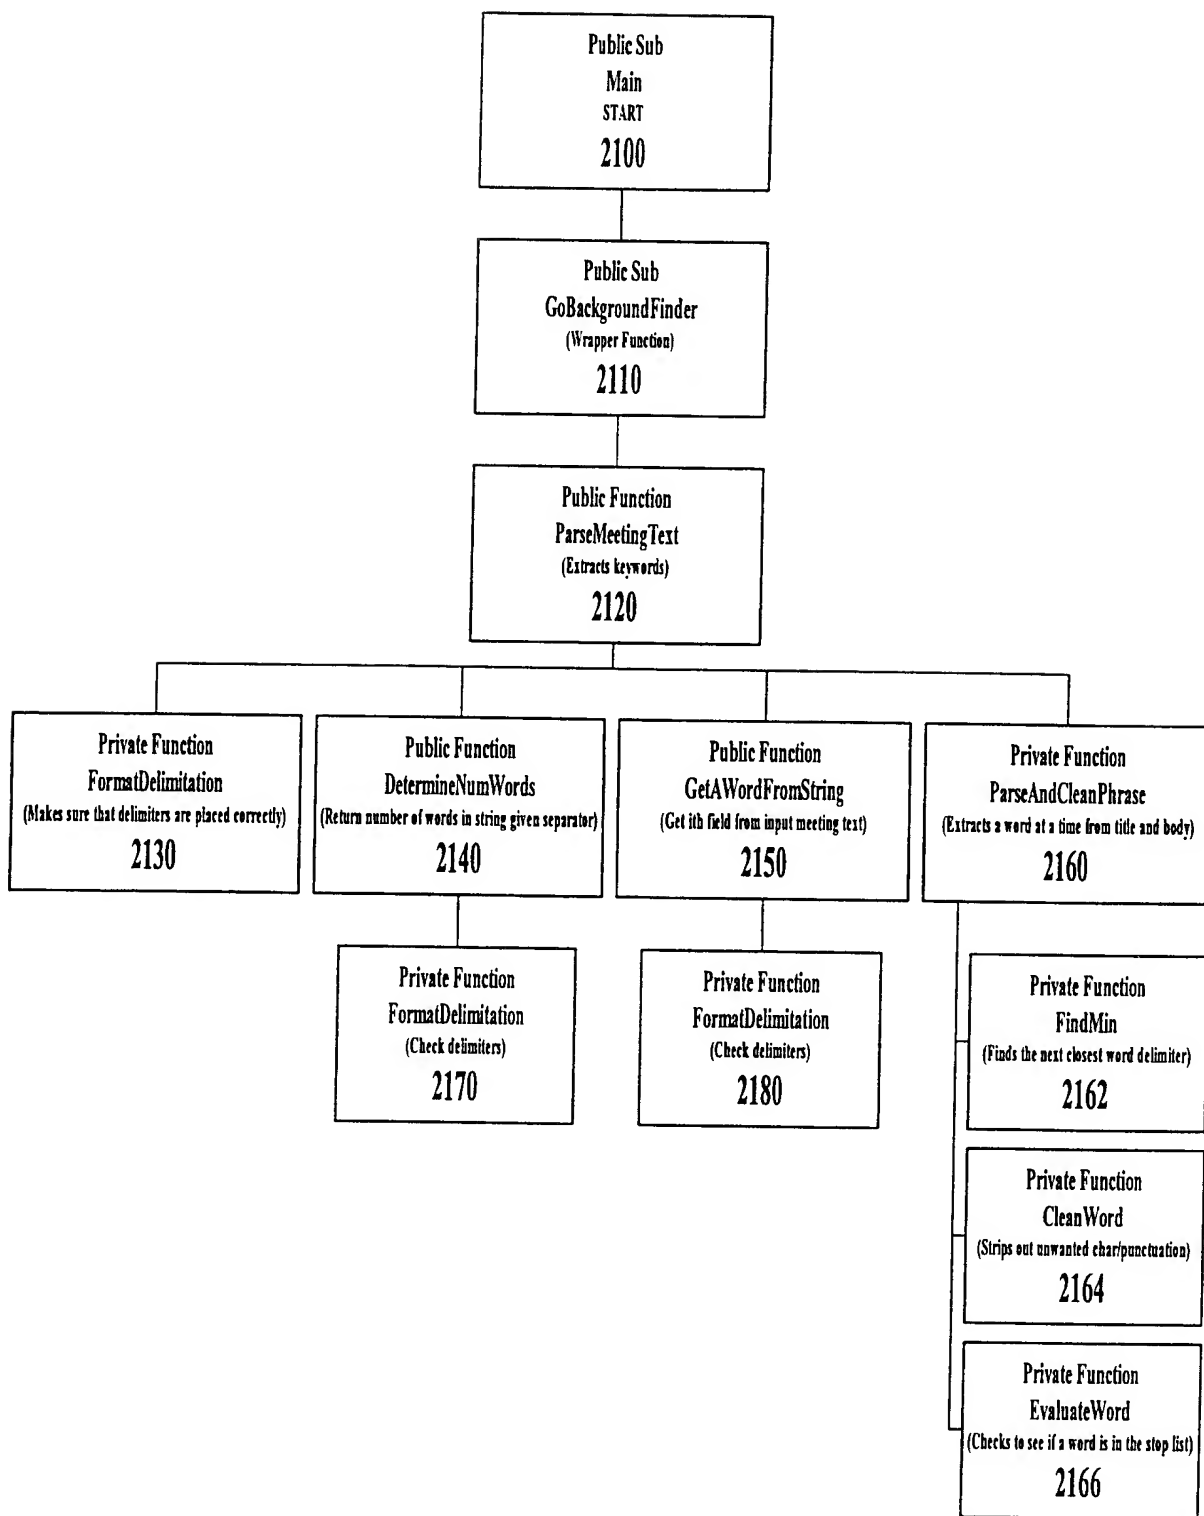 Public Sub
Main
START
2100
Public Sub
GoBackgroundFinder
(Wrapper Function)
2110
Public Function
ParseMeetingText
(Extracts keywords)
2120
Private Function
FormatDelimitation
(Makes sure that delimiters are placed correctly)
2130
Public Function
DetermineNumWords
(Return number of words in string given separator)
2140
Public Function
GetAWordFromString
(Get ith field from input meeting text)
2150
Private Function
ParseAndCleanPhrase
(Extracts a word at a time from title and body)
2160
Private Function
FormatDelimitation
(Check delimiters)
2170
Private Function
FormatDelimitation
(Check delimiters)
2180
Private Function
FindMin
(Finds the next closest word delimiter)
2162
Private Function
CleanWord
(Strips out unwanted char/punctuation)
2164
Private Function
EvaluateWord
(Checks to see if a word is in the stop list)
2166